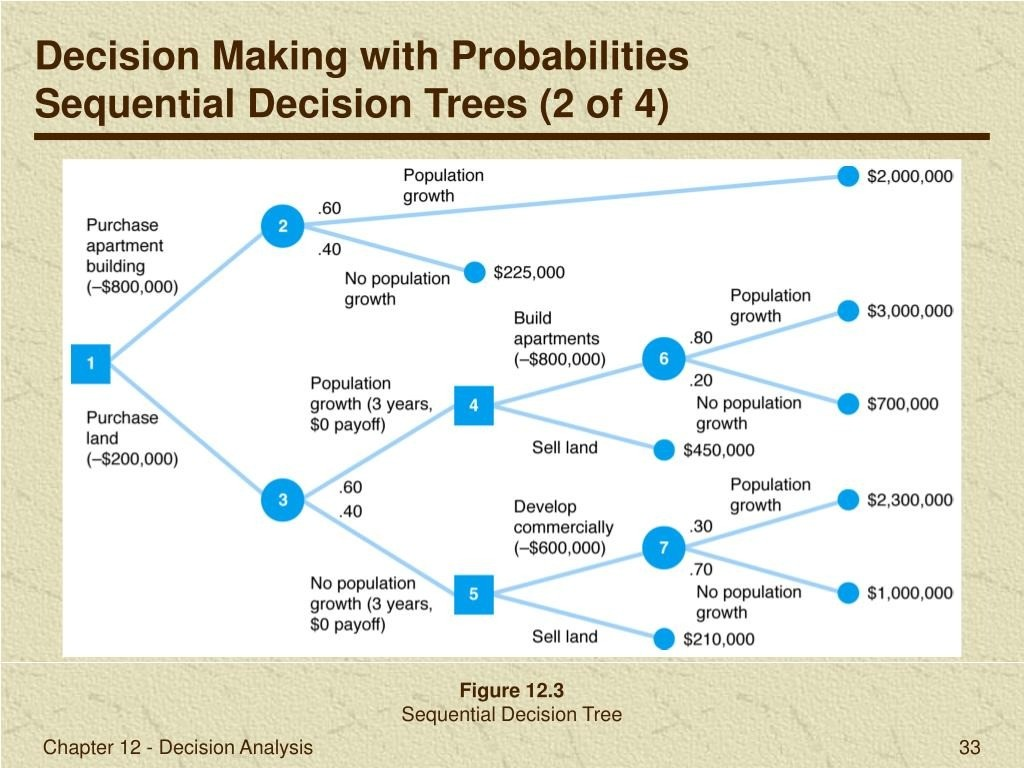 Decision Making with Probabilities
Sequential Decision Trees (2 of 4)
Population
growth
$2,000,000
.60
Purchase
apartment
building
(–$800,000)
2
.40
No population
growth
$225,000
1
Build
apartments
(–$800,000)
Population
growth
$3,000,000
.80
6
.20
No population
growth
$700,000
Population
growth (3 years,
$0 payoff)
4
Sell land
$450,000
Purchase
land
(–$200,000)
3
.60
.40
Develop
commercially
(–$600,000)
Population
growth
$2,300,000
.30
7
.70
No population
growth
$1,000,000
No population
growth (3 years,
$0 payoff)
5
Sell land
$210,000
Figure 12.3
Sequential Decision Tree
Chapter 12 - Decision Analysis
33